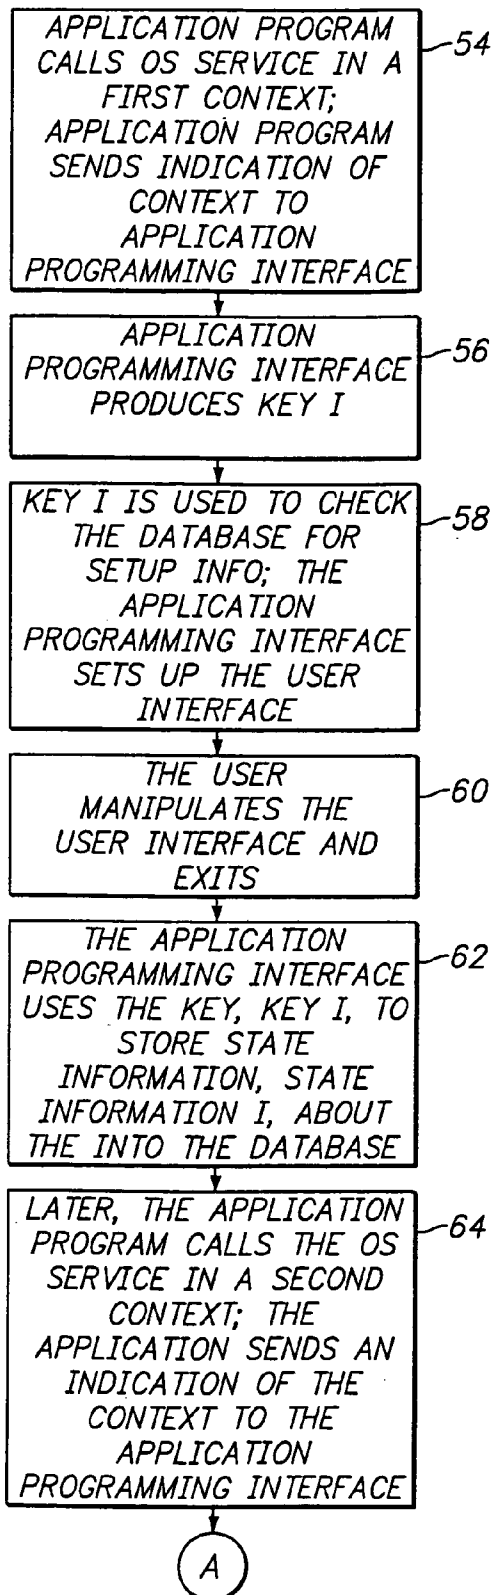 APPLICATION PROGRAM
CALLS OS SERVICE IN A
FIRST CONTEXT;
APPLICATION PROGRAM
SENDS INDICATION OF
CONTEXT TO
APPLICATION
PROGRAMMING INTERFACE
54
APPLICATION
PROGRAMMING INTERFACE
PRODUCES KEY I
56
KEY I IS USED TO CHECK
THE DATABASE FOR
SETUP INFO; THE
APPLICATION
PROGRAMMING INTERFACE
SETS UP THE USER
INTERFACE
58
THE USER
MANIPULATES THE
USER INTERFACE AND
EXITS
60
THE APPLICATION
PROGRAMMING INTERFACE
USES THE KEY, KEY I, TO
STORE STATE
INFORMATION, STATE
INFORMATION I, ABOUT
THE INTO THE DATABASE
62
LATER, THE APPLICATION
PROGRAM CALLS THE OS
SERVICE IN A SECOND
CONTEXT; THE
APPLICATION SENDS AN
INDICATION OF THE
CONTEXT TO THE
APPLICATION
PROGRAMMING INTERFACE
64
A